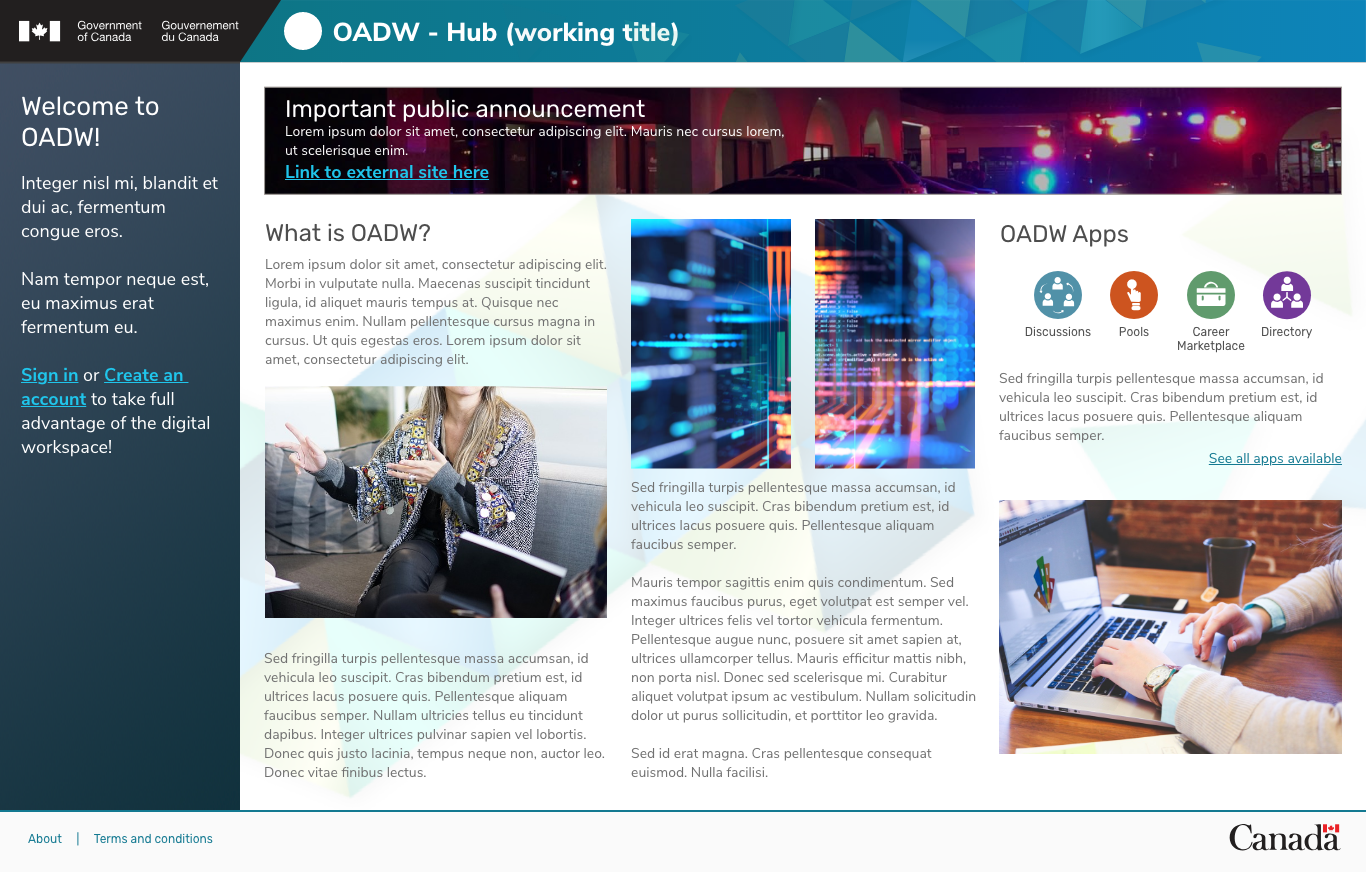 Government
of Canada
Gouvernement
du Canada
OADW - Hub (working title)
Welcome to
OADW!
Integer nisl mi, blandit et
dui ac, fermentum
congue eros.
Nam tempor neque est,
eu maximus erat
fermentum eu.
Sign in or Create an
account to take full
advantage of the digital
workspace!
Important public announcement
Lorem ipsum dolor sit amet, consectetur adipiscing elit. Mauris nec cursus lorem,
ut scelerisque enim.
Link to external site here
What is OADW?
Lorem ipsum dolor sit amet, consectetur adipiscing elit.
Morbi in vulputate nulla. Maecenas suscipit tincidunt
ligula, id aliquet mauris tempus at. Quisque nec
maximus enim. Nullam pellentesque cursus magna in
cursus. Ut quis egestas eros. Lorem ipsum dolor sit
amet, consectetur adipiscing elit.
Sed fringilla turpis pellentesque massa accumsan, id
vehicula leo suscipit. Cras bibendum pretium est, id
ultrices lacus posuere quis. Pellentesque aliquam
faucibus semper. Nullam ultricies tellus eu tincidunt
dapibus. Integer ultrices pulvinar sapien vel lobortis.
Donec quis justo lacinia, tempus neque non, auctor leo.
Donec vitae finibus lectus.
Sed fringilla turpis pellentesque massa accumsan, id
vehicula leo suscipit. Cras bibendum pretium est, id
ultrices lacus posuere quis. Pellentesque aliquam
faucibus semper.
Mauris tempor sagittis enim quis condimentum. Sed
maximus faucibus purus, eget volutpat est semper vel.
Integer ultrices felis vel tortor vehicula fermentum.
Pellentesque augue nunc, posuere sit amet sapien at,
ultrices ullamcorper tellus. Mauris efficitur mattis nibh,
non porta nisl. Donec sed scelerisque mi. Curabitur
aliquet volutpat ipsum ac vestibulum. Nullam solicitudin
dolor ut purus sollicitudin, et porttitor leo gravida.
Sed id erat magna. Cras pellentesque consequat
euismod. Nulla facilisi.
OADW Apps
Discussions
Pools
Career
Marketplace
Directory
Sed fringilla turpis pellentesque massa accumsan, id
vehicula leo suscipit. Cras bibendum pretium est, id
ultrices lacus posuere quis. Pellentesque aliquam
faucibus semper.
See all apps available
About | Terms and conditions
Canada